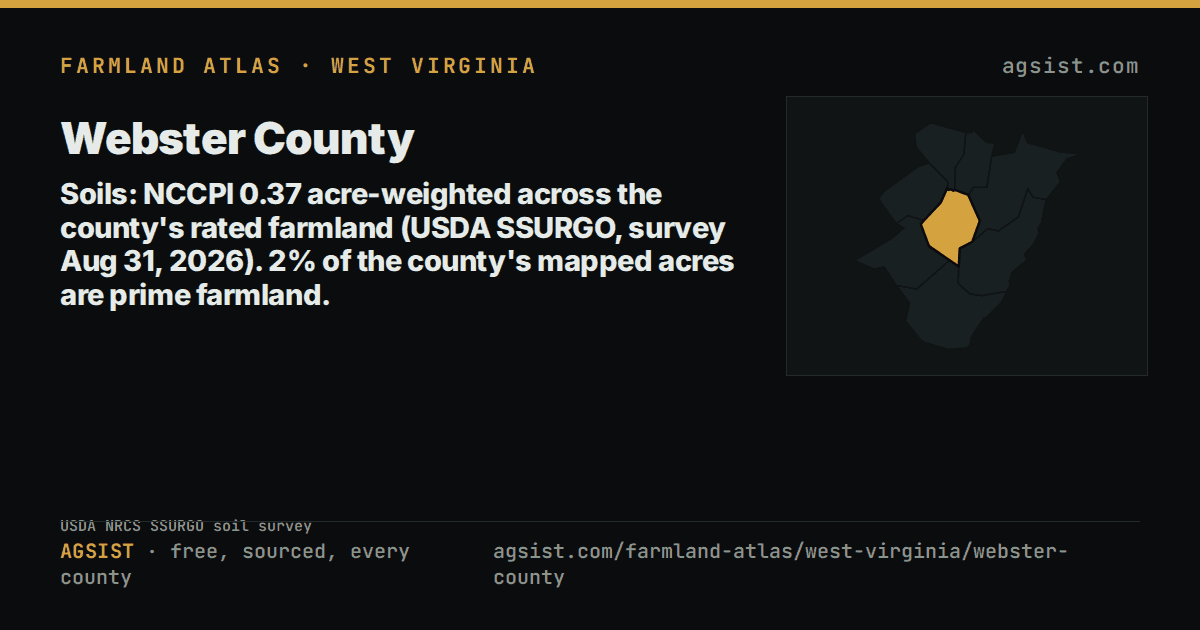 FARMLAND ATLAS · WEST VIRGINIA
agsist.com
Webster County
Soils: NCCPI 0.37 acre-weighted across the
county's rated farmland (USDA SSURGO, survey
Aug 31, 2026). 2% of the county's mapped acres
are prime farmland.
USDA NRCS SSURGO soil survey
AGSIST · free, sourced, every
county
agsist.com/farmland-atlas/west-virginia/webster-
county